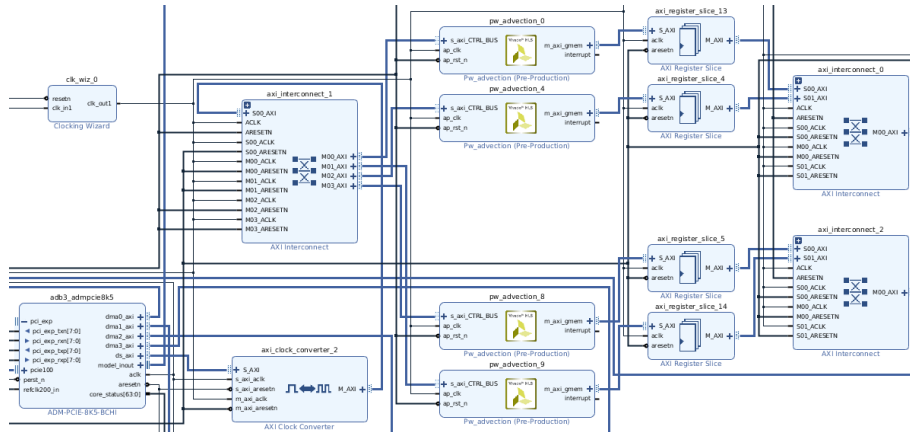 clk_wiz_0
resetn
clk_in1
clk_out1
Clocking Wizard
axi_interconnect_1
S00_AXI
ACLK
ARESETN
S00_ACLK
S00_ARESETN
M00_ACLK
M00_ARESETN
M01_ACLK
M01_ARESETN
M02_ACLK
M02_ARESETN
M03_ACLK
M03_ARESETN
M00_AXI
M01_AXI
M02_AXI
M03_AXI
AXI Interconnect
pw_advection_0
s_axi_CTRL_BUS
ap_clk
ap_rst_n
m_axi_gmem
interrupt
Pw_advection (Pre-Production)
pw_advection_4
s_axi_CTRL_BUS
ap_clk
ap_rst_n
m_axi_gmem
interrupt
Pw_advection (Pre-Production)
axi_register_slice_13
S_AXI
aclk
aresetn
M_AXI
AXI Register Slice
axi_register_slice_4
S_AXI
aclk
aresetn
M_AXI
AXI Register Slice
axi_interconnect_0
S00_AXI
S01_AXI
ACLK
ARESETN
S00_ACLK
S00_ARESETN
M00_ACLK
M00_ARESETN
S01_ACLK
S01_ARESETN
M00_AXI
AXI Interconnect
adb3_admpcie8k5
pci_exp
pci_exp_txn[7:0]
pci_exp_rxn[7:0]
pci_exp_txp[7:0]
pci_exp_rxp[7:0]
pcie100
perst_n
refclk200_in
dma0_axi
dma1_axi
dma2_axi
dma3_axi
ds_axi
model_inout
aclk
aresetn
core_status[63:0]
ADM-PCIE-8K5-BCHI
axi_clock_converter_2
S_AXI
s_axi_aclk
s_axi_aresetn
m_axi_aclk
m_axi_aresetn
M_AXI
AXI Clock Converter
pw_advection_8
s_axi_CTRL_BUS
ap_clk
ap_rst_n
m_axi_gmem
interrupt
Pw_advection (Pre-Production)
pw_advection_9
s_axi_CTRL_BUS
ap_clk
ap_rst_n
m_axi_gmem
interrupt
Pw_advection (Pre-Production)
axi_register_slice_5
S_AXI
aclk
aresetn
M_AXI
AXI Register Slice
axi_register_slice_14
S_AXI
aclk
aresetn
M_AXI
AXI Register Slice
axi_interconnect_2
S00_AXI
S01_AXI
ACLK
ARESETN
S00_ACLK
S00_ARESETN
M00_ACLK
M00_ARESETN
S01_ACLK
S01_ARESETN
M00_AXI
AXI Interconnect